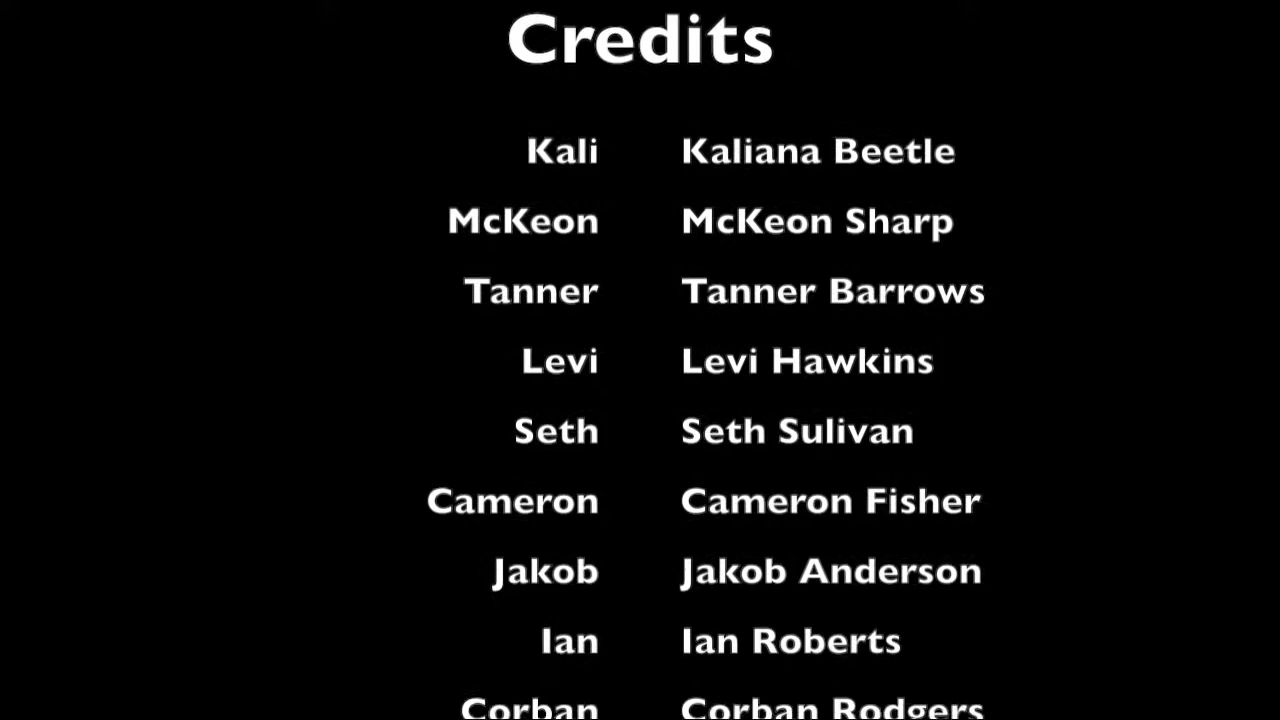 Credits
Kali Kaliana Beetle
McKeon McKeon Sharp
Tanner Tanner Barrows
Levi Levi Hawkins
Seth Seth Sulivan
Cameron Cameron Fisher
Jakob Jakob Anderson
Ian Ian Roberts
Corban Corban Rodgers